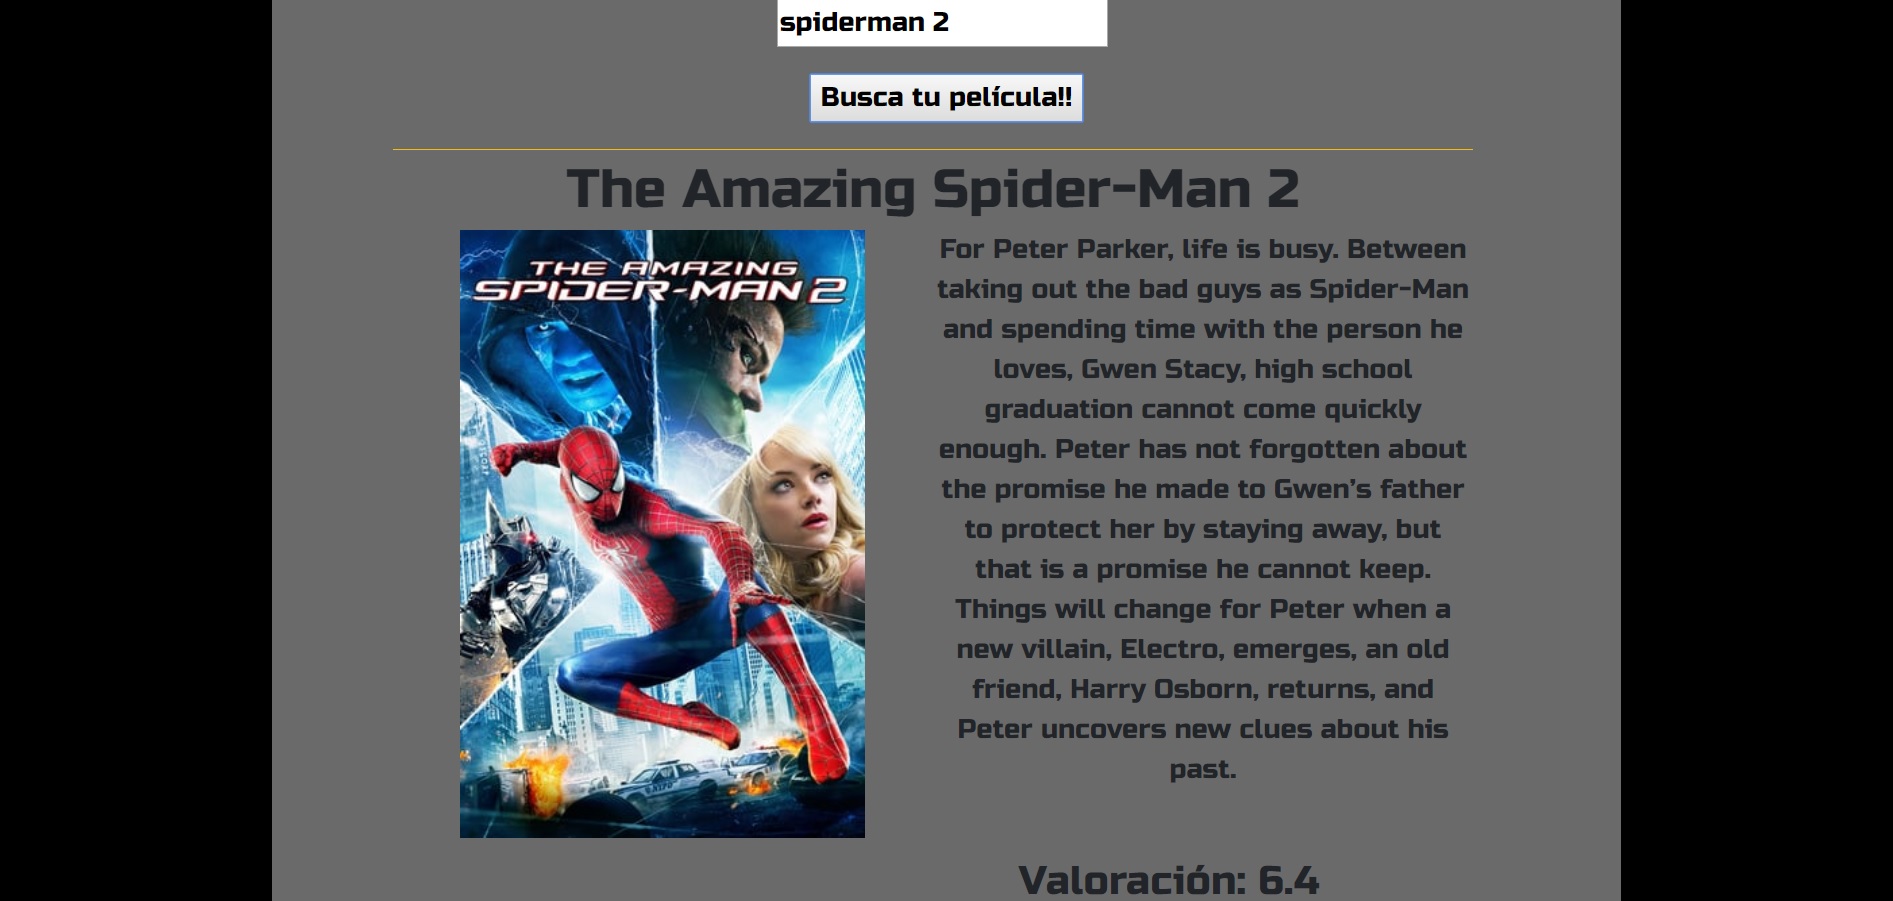 spiderman 2
Busca tu película!!
The Amazing Spider-Man 2
THE AMAZING
SPIDER-MAN 2
For Peter Parker, life is busy. Between
taking out the bad guys as Spider-Man
and spending time with the person he
loves, Gwen Stacy, high school
graduation cannot come quickly
enough. Peter has not forgotten about
the promise he made to Gwen’s father
to protect her by staying away, but
that is a promise he cannot keep.
Things will change for Peter when a
new villain, Electro, emerges, an old
friend, Harry Osborn, returns, and
Peter uncovers new clues about his
past.
NYPD
Valoración: 6.4